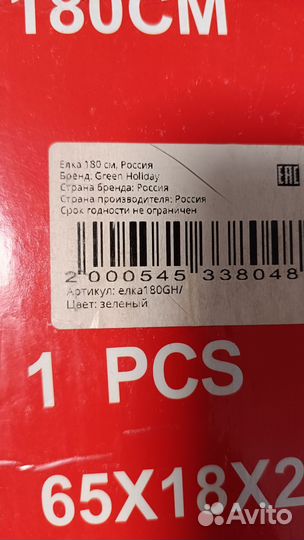 180CM
Елка 180 см, Россия
Бренд: Green Holiday
Страна бренда: Россия
Страна производителя: Россия
Срок годности не ограничен
EAC
2 000545 338048
Артикул: елка180GH/
Цвет: зеленый
1 PCS
65X18X2
Avito